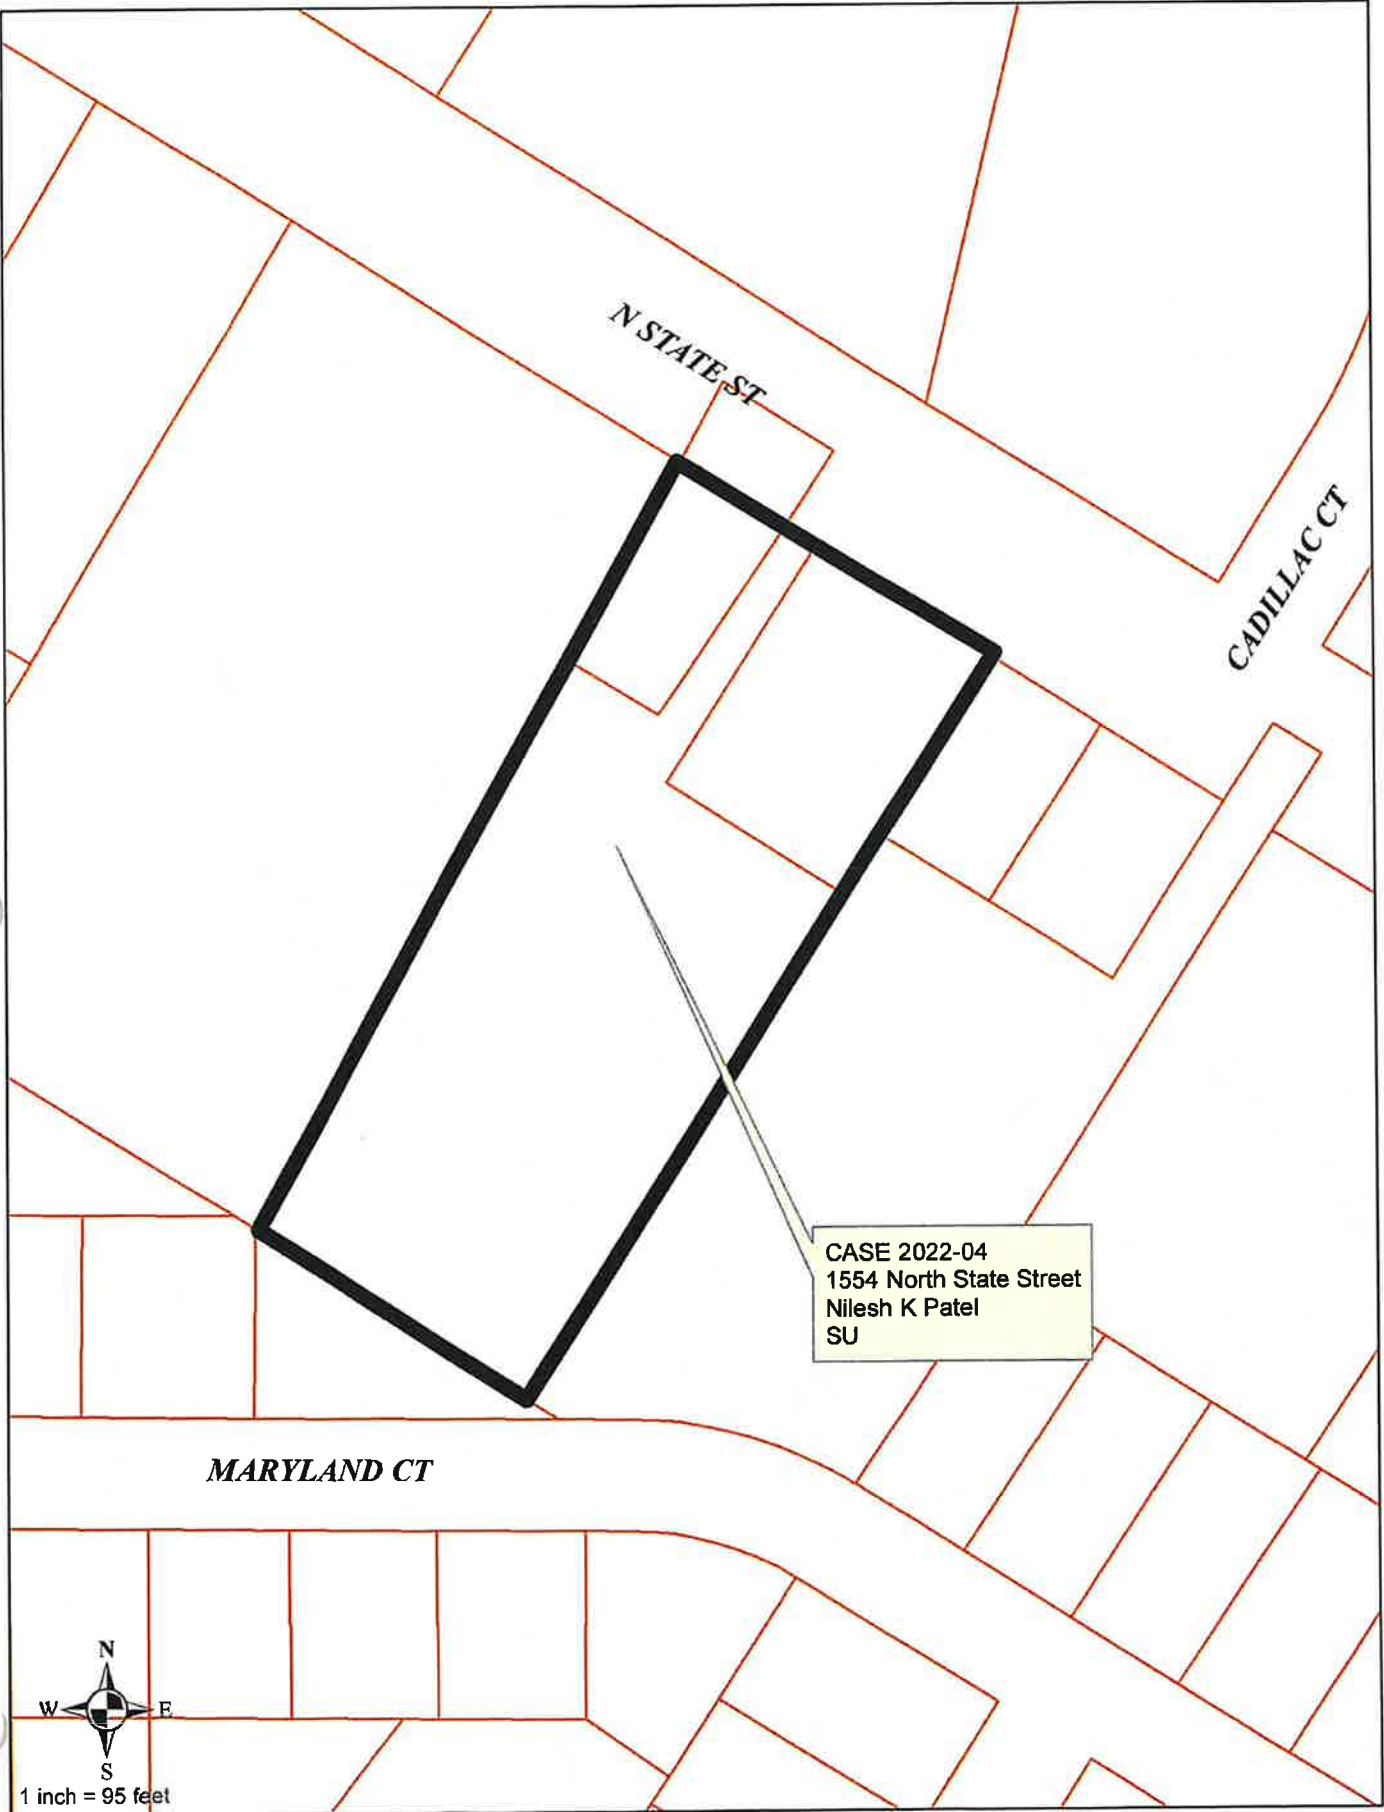 N STATE ST
CADILLAC CT
CASE 2022-04
1554 North State Street
Nilesh K Patel
SU
MARYLAND CT
N
W E
S
1 inch = 95 feet